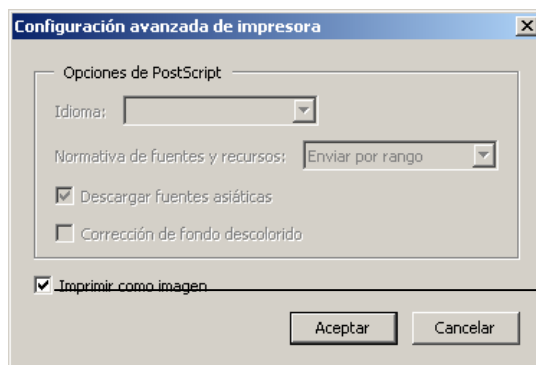 Configuración avanzada de impresora
Opciones de PostScript
Idioma:
Normativa de fuentes y recursos: Enviar por rango
Descargar fuentes asiáticas
Corrección de fondo descolorido
Imprimir como imagen
Aceptar Cancelar